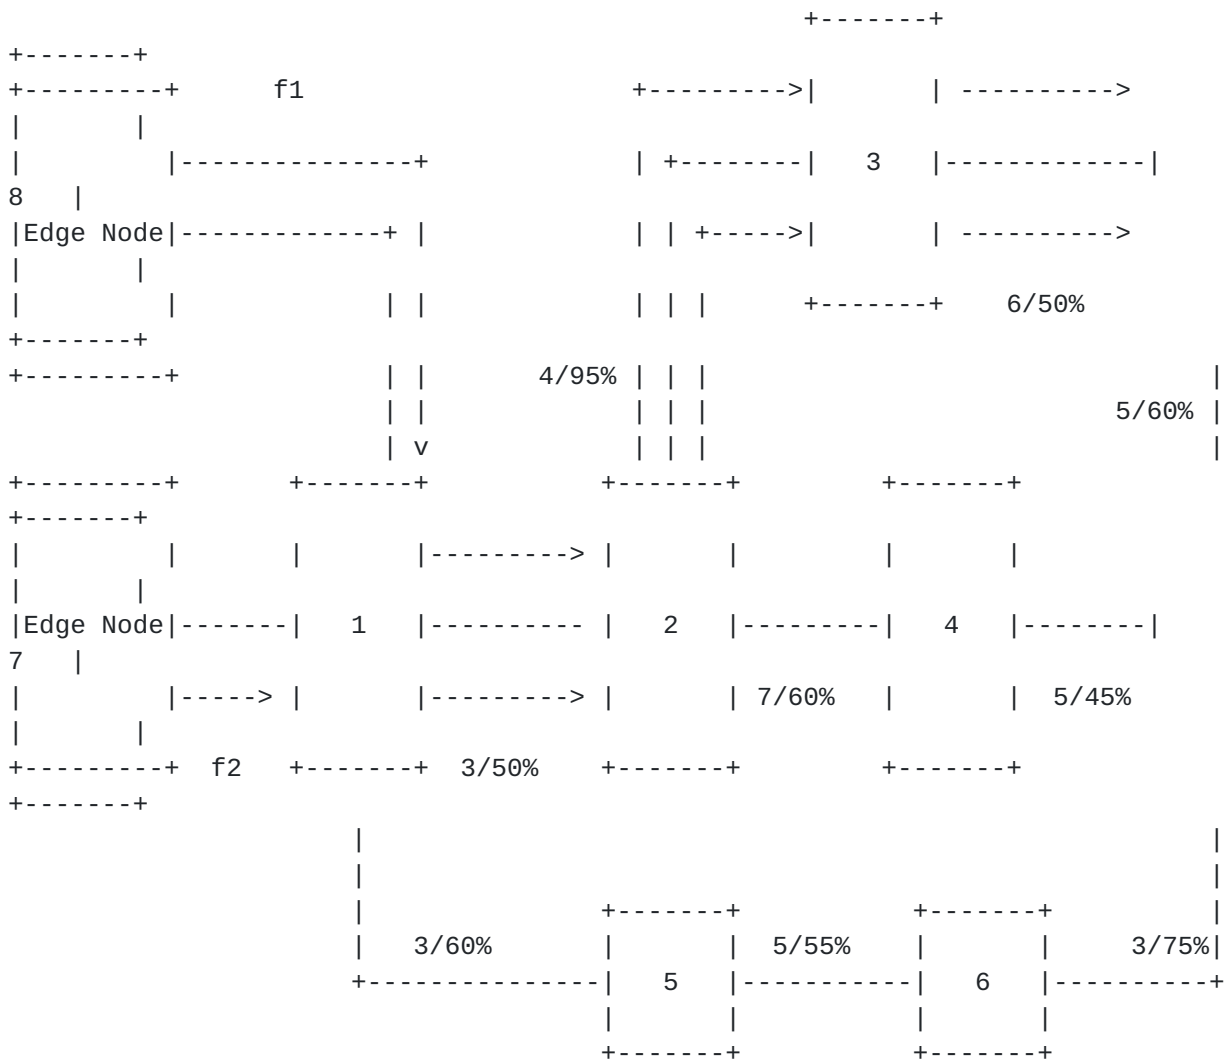 +-------+
+-------+
+---------+      f1                     +--------->|       | ---------->
|       |
|         |---------------+             | +--------|   3   |-------------|
8   |
|Edge Node|-------------+ |             | | +----->|       | ---------->
|       |
|         |             | |             | | |      +-------+    6/50%
+-------+
+---------+             | |       4/95% | | |                                |
                        | |             | | |                          5/60% |
                        | v             | | |                                |
+---------+       +-------+           +-------+         +-------+
+-------+
|         |       |       |---------> |       |         |       |
|       |
|Edge Node|-------|   1   |---------- |   2   |---------|   4   |--------|
7   |
|         |-----> |       |---------> |       | 7/60%   |       |  5/45%
|       |
+---------+  f2   +-------+  3/50%    +-------+         +-------+
+-------+
                      |                                                      |
                      |                                                      |
                      |               +-------+           +-------+          |
                      |   3/60%       |       |  5/55%    |       |     3/75%|
                      +---------------|   5   |-----------|   6   |----------+
                                      |       |           |       |
                                      +-------+           +-------+